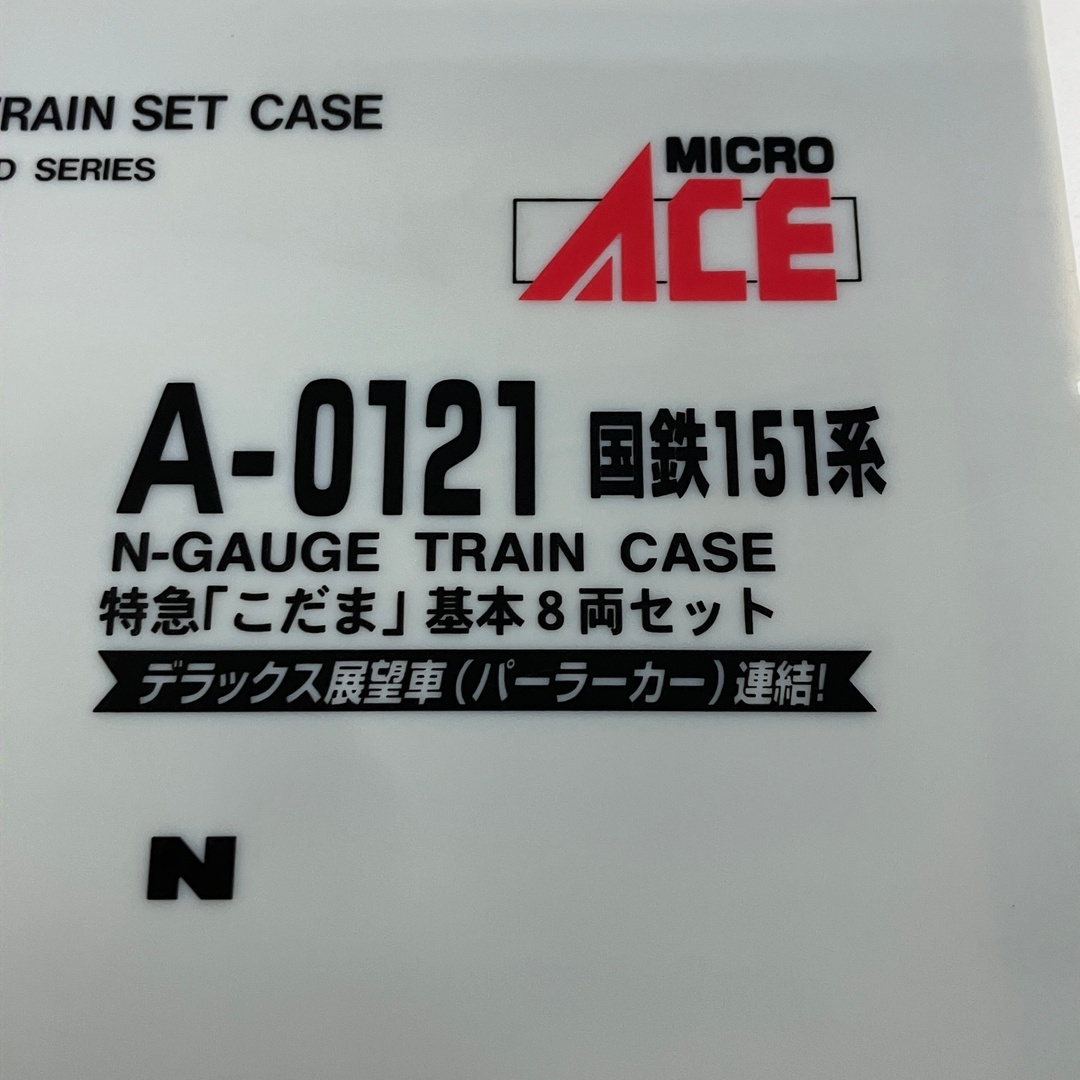 TRAIN SET CASE
D SERIES
MICRO
ACE
A-0121 国鉄151系
N-GAUGE TRAIN CASE
特急「こだま」基本8両セット
デラックス展望車(パーラーカー)連結!
N